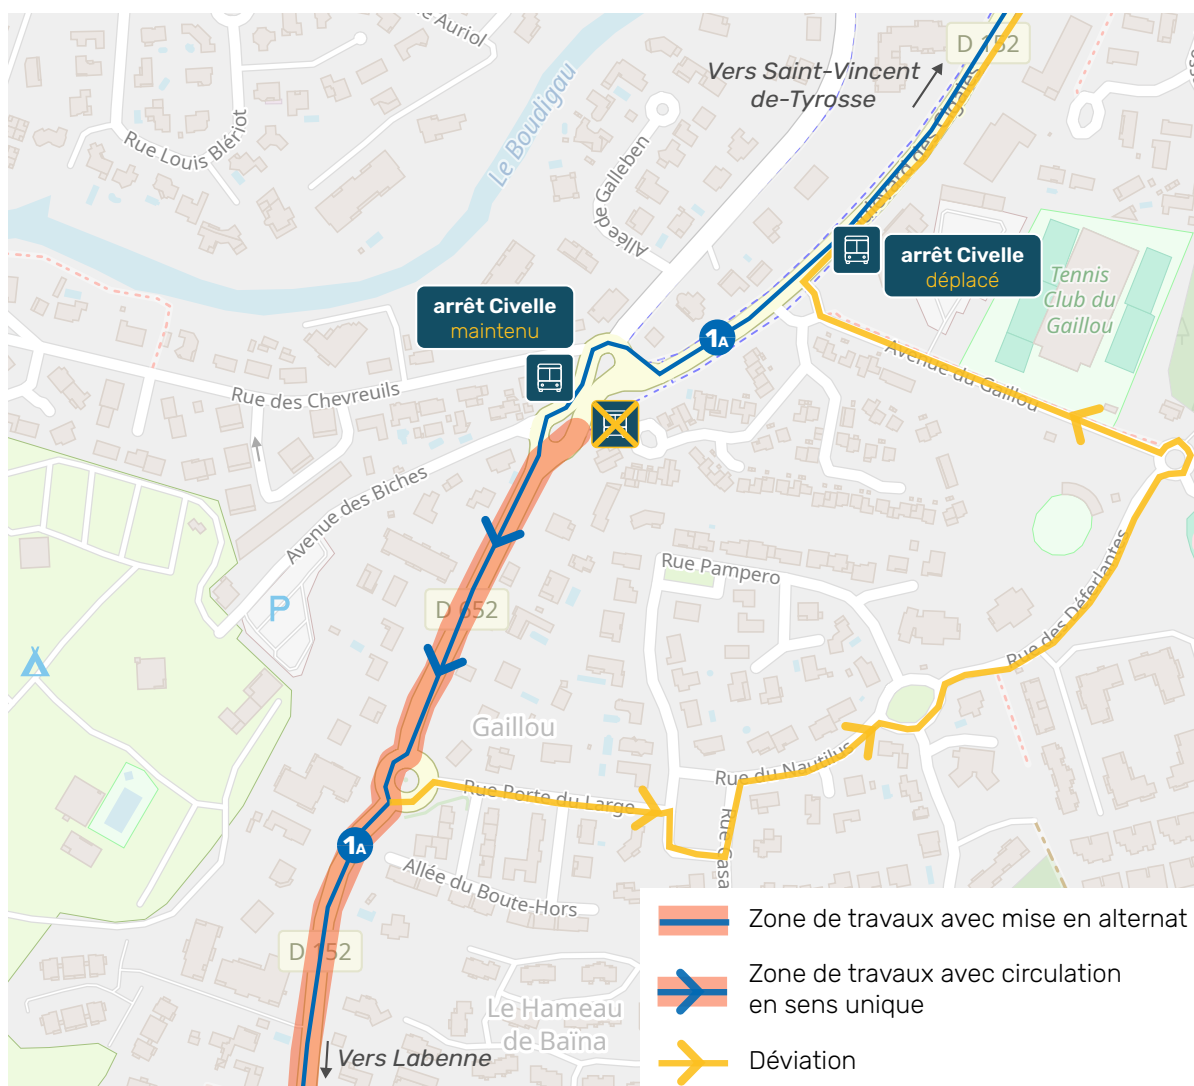 Auriol
D 152
Vers Saint-Vincent
de-Tyrosse
Le Boudigau
Rue Louis Blériot
Allée de Galleben
arrêt Civelle
déplacé
Tennis
Club du
Gaillou
arrêt Civelle
maintenu
1A
Avenue du Gaillou
Rue des Chevreuils
Avenue des Biches
Rue Pampero
Rue des Déferlantes
P
D 652
Gaillou
Rue du Nautilus
Rue Porte du Large
Rue Casa
1A
Allée du Boute-Hors
D 152
Le Hameau
de Baïna
Vers Labenne
Zone de travaux avec mise en alternat
Zone de travaux avec circulation
en sens unique
Déviation